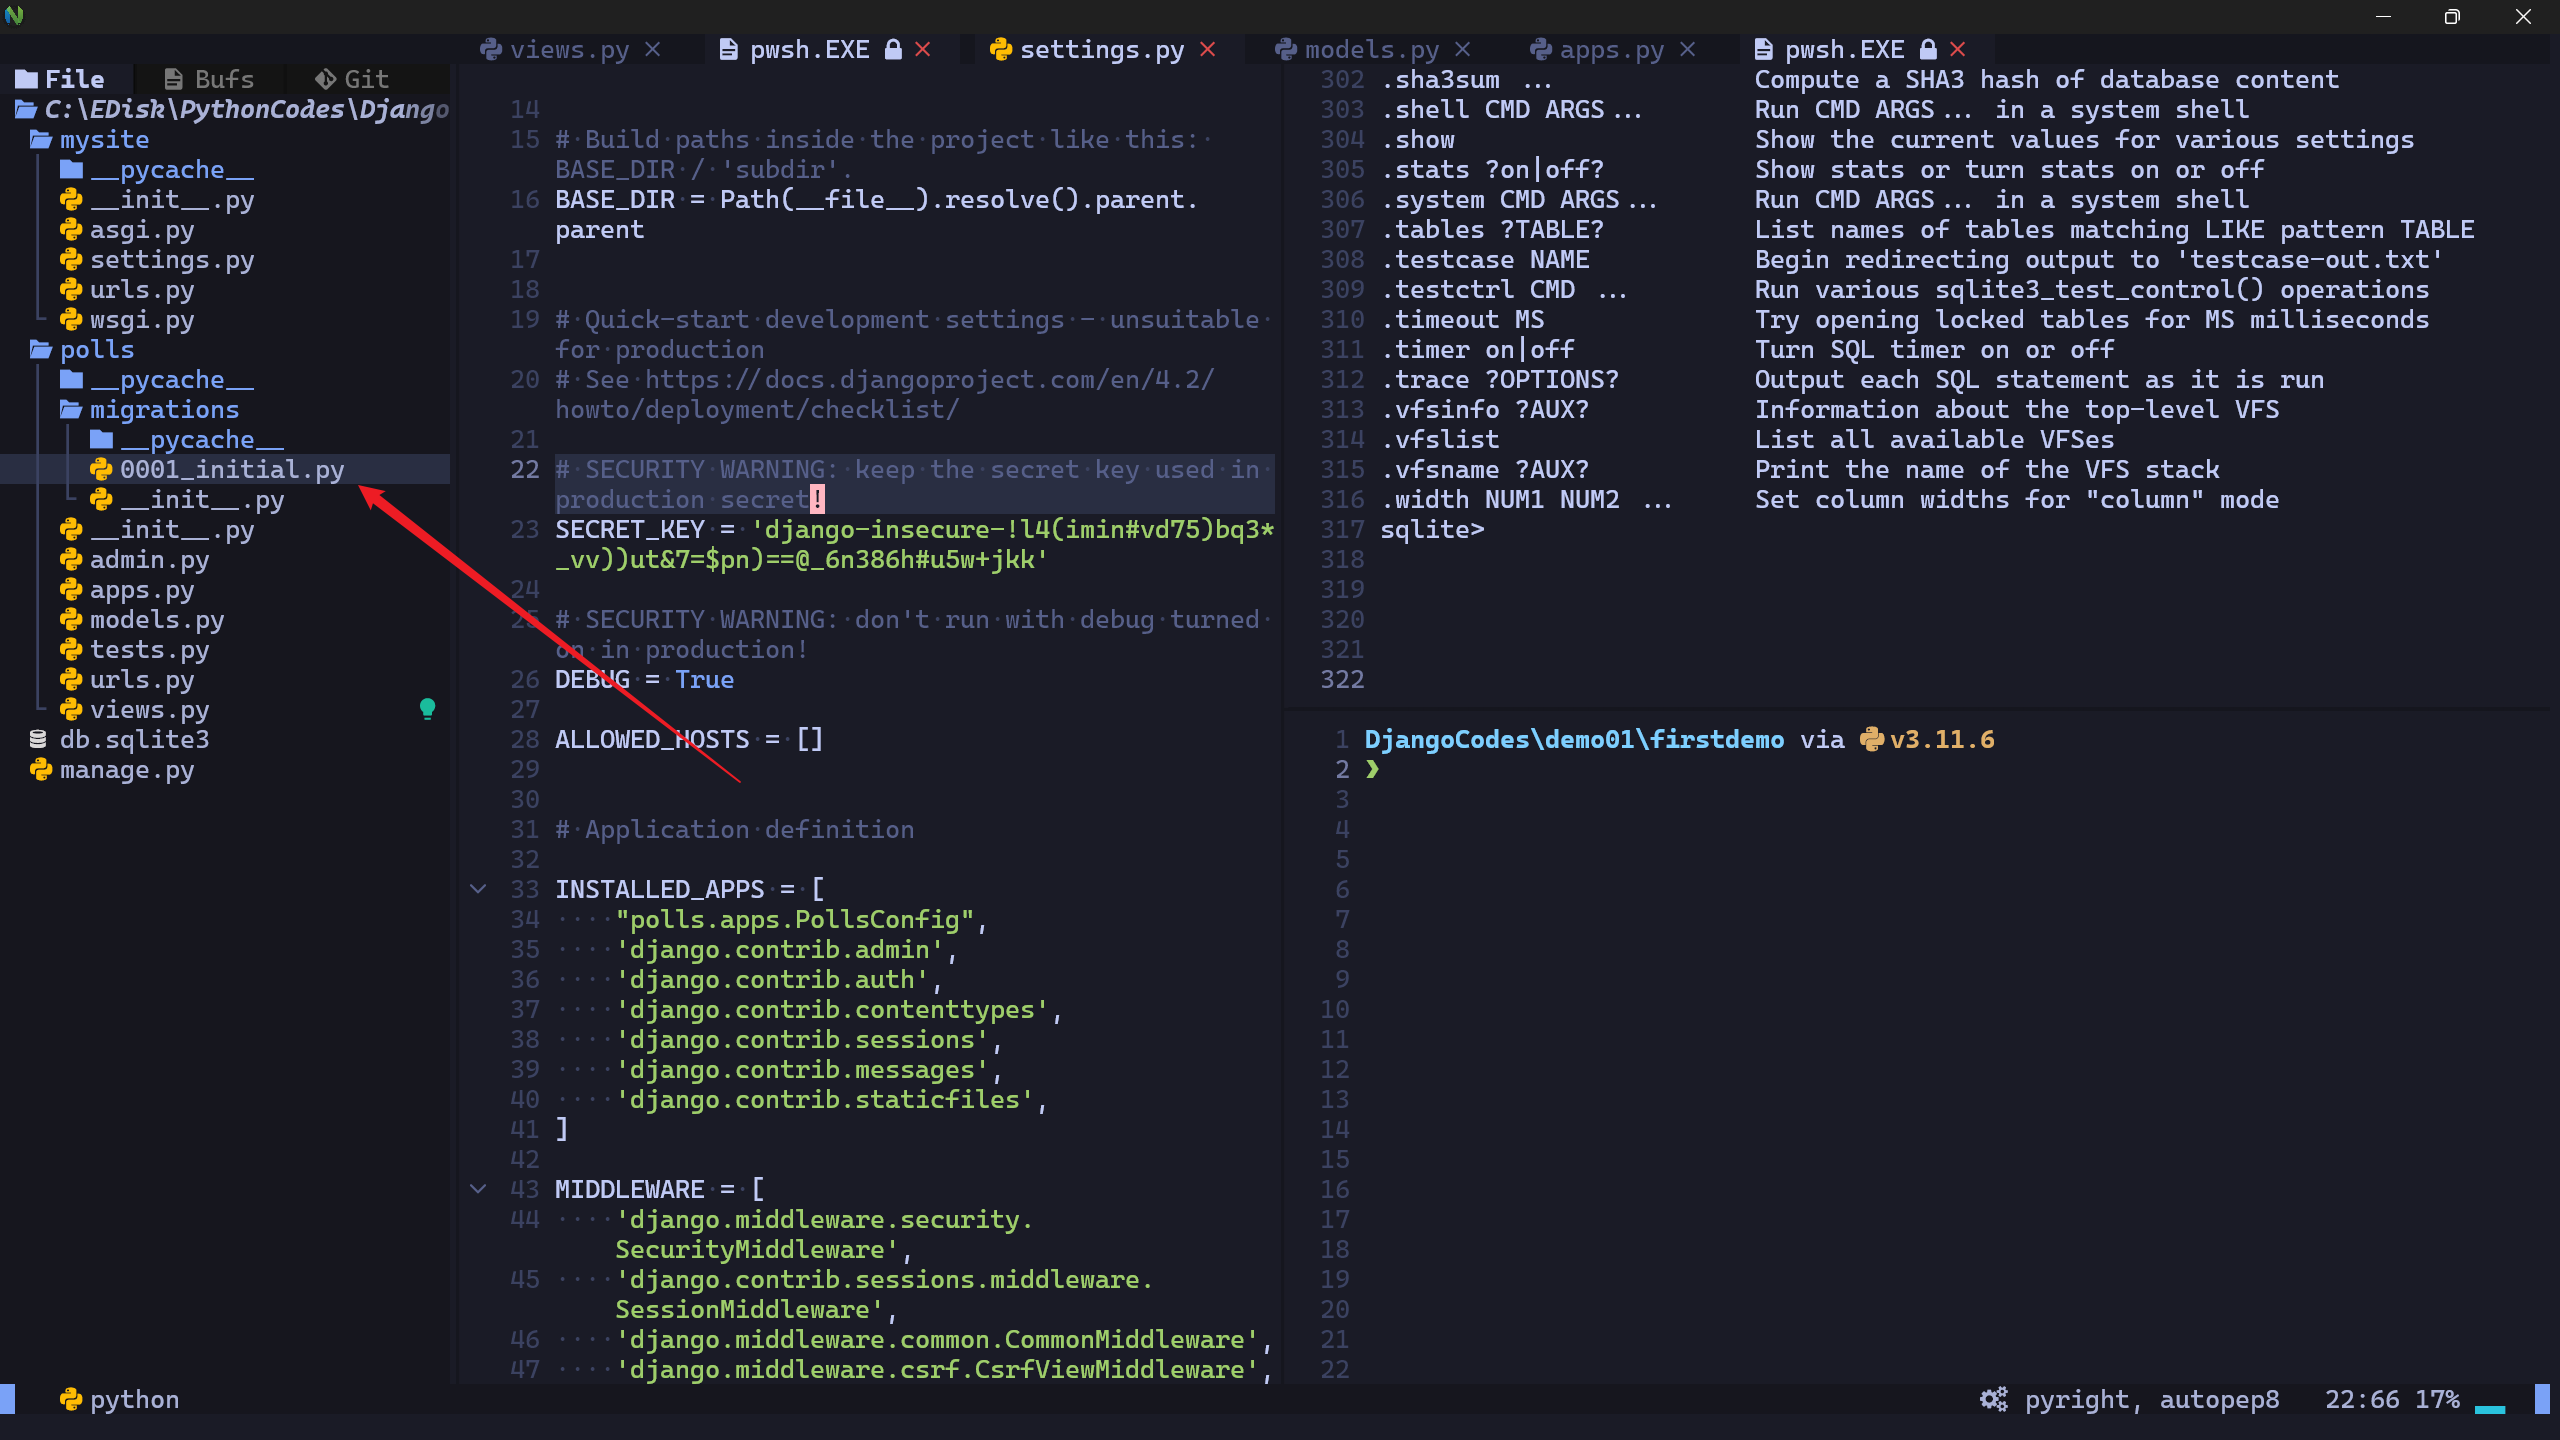 views.py
pwsh.EXE
settings.py
models.py
apps.py
pwsh.EXE
File Bufs Git
C:\EDisk\PythonCodes\Django
mysite
__pycache__
__init__.py
asgi.py
settings.py
urls.py
wsgi.py
polls
__pycache__
migrations
__pycache__
0001_initial.py
__init__.py
__init__.py
admin.py
apps.py
models.py
tests.py
urls.py
views.py
db.sqlite3
manage.py
14
15 # Build paths inside the project like this:
BASE_DIR / 'subdir'.
16 BASE_DIR = Path(__file__).resolve().parent.
parent
17
18
19 # Quick-start development settings - unsuitable
for production
20 # See https://docs.djangoproject.com/en/4.2/
howto/deployment/checklist/
21
22 # SECURITY WARNING: keep the secret key used in
production secret!
23 SECRET_KEY = 'django-insecure-!l4(imin#vd75)bq3*
_vv))ut&7=$pn)==@_6n386h#u5w+jkk'
24
25 # SECURITY WARNING: don't run with debug turned
on in production!
26 DEBUG = True
27
28 ALLOWED_HOSTS = []
29
30
31 # Application definition
32
33 INSTALLED_APPS = [
34 "polls.apps.PollsConfig",
35 'django.contrib.admin',
36 'django.contrib.auth',
37 'django.contrib.contenttypes',
38 'django.contrib.sessions',
39 'django.contrib.messages',
40 'django.contrib.staticfiles',
41 ]
42
43 MIDDLEWARE = [
44 'django.middleware.security.
SecurityMiddleware',
45 'django.contrib.sessions.middleware.
SessionMiddleware',
46 'django.middleware.common.CommonMiddleware',
47 'django.middleware.csrf.CsrfViewMiddleware',
302 .sha3sum ... Compute a SHA3 hash of database content
303 .shell CMD ARGS... Run CMD ARGS... in a system shell
304 .show Show the current values for various settings
305 .stats ?on|off? Show stats or turn stats on or off
306 .system CMD ARGS... Run CMD ARGS... in a system shell
307 .tables ?TABLE? List names of tables matching LIKE pattern TABLE
308 .testcase NAME Begin redirecting output to 'testcase-out.txt'
309 .testctrl CMD ... Run various sqlite3_test_control() operations
310 .timeout MS Try opening locked tables for MS milliseconds
311 .timer on|off Turn SQL timer on or off
312 .trace ?OPTIONS? Output each SQL statement as it is run
313 .vfsinfo ?AUX? Information about the top-level VFS
314 .vfslist List all available VFSes
315 .vfsname ?AUX? Print the name of the VFS stack
316 .width NUM1 NUM2 ... Set column widths for "column" mode
317 sqlite>
318
319
320
321
322
1 DjangoCodes\demo01\firstdemo via v3.11.6
2 ❯
3
4
5
6
7
8
9
10
11
12
13
14
15
16
17
18
19
20
21
22
python
pyright, autopep8 22:66 17%